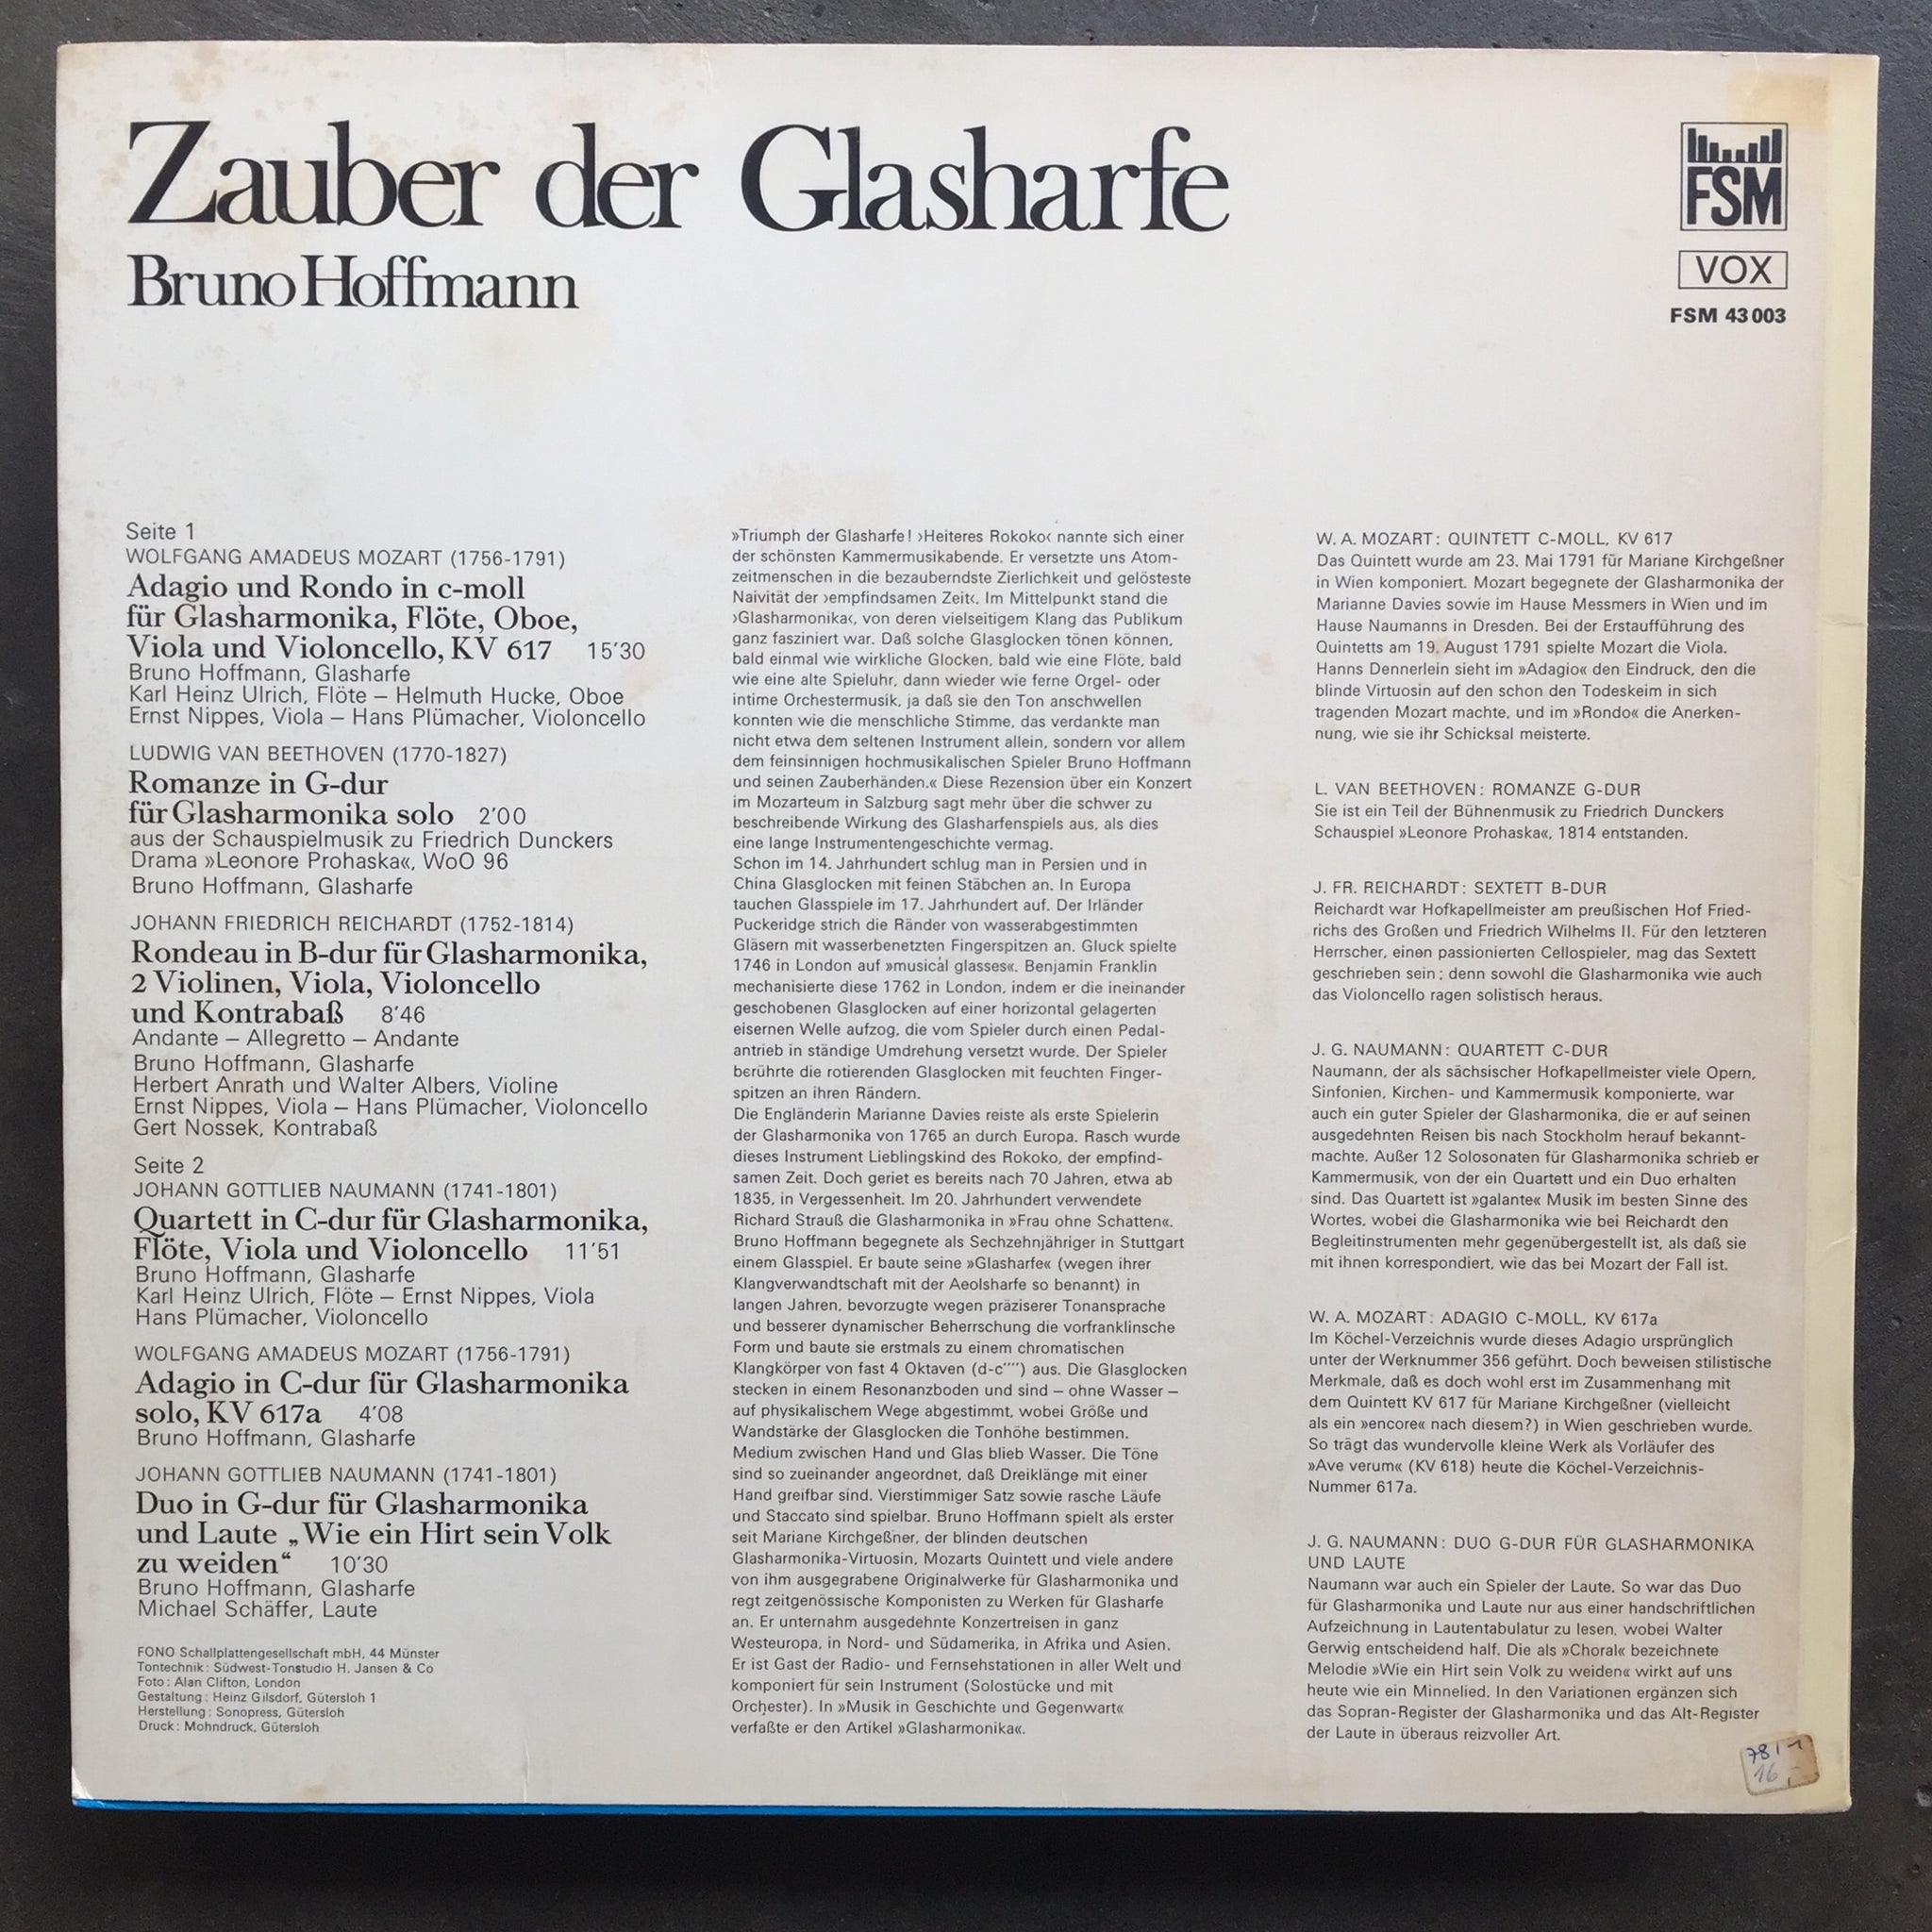 Zauber der Glasharfe
Bruno Hoffmann
FSM
VOX
FSM 43 003
Seite 1
WOLFGANG AMADEUS MOZART (1756-1791)
Adagio und Rondo in c-moll
für Glasharmonika, Flöte, Oboe,
Viola und Violoncello, KV 617 15'30
Bruno Hoffmann, Glasharfe
Karl Heinz Ulrich, Flöte – Helmuth Hucke, Oboe
Ernst Nippes, Viola – Hans Plümacher, Violoncello
LUDWIG VAN BEETHOVEN (1770-1827)
Romanze in G-dur
für Glasharmonika solo 2'00
aus der Schauspielmusik zu Friedrich Dunckers
Drama »Leonore Prohaska«, WoO 96
Bruno Hoffmann, Glasharfe
JOHANN FRIEDRICH REICHARDT (1752-1814)
Rondeau in B-dur für Glasharmonika,
2 Violinen, Viola, Violoncello
und Kontrabaß 8'46
Andante – Allegretto – Andante
Bruno Hoffmann, Glasharfe
Herbert Anrath und Walter Albers, Violine
Ernst Nippes, Viola – Hans Plümacher, Violoncello
Gert Nossek, Kontrabaß
Seite 2
JOHANN GOTTLIEB NAUMANN (1741-1801)
Quartett in C-dur für Glasharmonika,
Flöte, Viola und Violoncello 11'51
Bruno Hoffmann, Glasharfe
Karl Heinz Ulrich, Flöte – Ernst Nippes, Viola
Hans Plümacher, Violoncello
WOLFGANG AMADEUS MOZART (1756-1791)
Adagio in C-dur für Glasharmonika
solo, KV 617a 4'08
Bruno Hoffmann, Glasharfe
JOHANN GOTTLIEB NAUMANN (1741-1801)
Duo in G-dur für Glasharmonika
und Laute „Wie ein Hirt sein Volk
zu weiden“ 10'30
Bruno Hoffmann, Glasharfe
Michael Schäffer, Laute
FONO Schallplattengesellschaft mbH, 44 Münster
Tontechnik: Südwest-Tonstudio H. Jansen & Co
Foto: Alan Clifton, London
Gestaltung: Heinz Gilsdorf, Gütersloh 1
Herstellung: Sonopress, Gütersloh
Druck: Mohndruck, Gütersloh
»Triumph der Glasharfe! ›Heiteres Rokoko‹ nannte sich einer
der schönsten Kammermusikabende. Er versetzte uns Atom-
zeitmenschen in die bezauberndste Zierlichkeit und gelösteste
Naivität der ›empfindsamen Zeit‹. Im Mittelpunkt stand die
›Glasharmonika‹, von deren vielseitigem Klang das Publikum
ganz fasziniert war. Daß solche Glasglocken tönen können,
bald einmal wie wirkliche Glocken, bald wie eine Flöte, bald
wie eine alte Spieluhr, dann wieder wie ferne Orgel- oder
intime Orchestermusik, ja daß sie den Ton anschwellen
konnten wie die menschliche Stimme, das verdankte man
nicht etwa dem seltenen Instrument allein, sondern vor allem
dem feinsinnigen hochmusikalischen Spieler Bruno Hoffmann
und seinen Zauberhänden.« Diese Rezension über ein Konzert
im Mozarteum in Salzburg sagt mehr über die schwer zu
beschreibende Wirkung des Glasharfenspiels aus, als dies
eine lange Instrumentengeschichte vermag.
Schon im 14. Jahrhundert schlug man in Persien und in
China Glasglocken mit feinen Stäbchen an. In Europa
tauchen Glasspiele im 17. Jahrhundert auf. Der Irländer
Puckeridge strich die Ränder von wasserabgestimmten
Gläsern mit wasserbenetzten Fingerspitzen an. Gluck spielte
1746 in London auf »musical glasses«. Benjamin Franklin
mechanisierte diese 1762 in London, indem er die ineinander
geschobenen Glasglocken auf einer horizontal gelagerten
eisernen Welle aufzog, die vom Spieler durch einen Pedal-
antrieb in ständige Umdrehung versetzt wurde. Der Spieler
berührte die rotierenden Glasglocken mit feuchten Finger-
spitzen an ihren Rändern.
Die Engländerin Marianne Davies reiste als erste Spielerin
der Glasharmonika von 1765 an durch Europa. Rasch wurde
dieses Instrument Lieblingskind des Rokoko, der empfind-
samen Zeit. Doch geriet es bereits nach 70 Jahren, etwa ab
1835, in Vergessenheit. Im 20. Jahrhundert verwendete
Richard Strauß die Glasharmonika in »Frau ohne Schatten«.
Bruno Hoffmann begegnete als Sechzehnjähriger in Stuttgart
einem Glasspiel. Er baute seine »Glasharfe« (wegen ihrer
Klangverwandtschaft mit der Aeolsharfe so benannt) in
langen Jahren, bevorzugte wegen präziserer Tonansprache
und besserer dynamischer Beherrschung die vorfranklinsche
Form und baute sie erstmals zu einem chromatischen
Klangkörper von fast 4 Oktaven (d-c'''') aus. Die Glasglocken
stecken in einem Resonanzboden und sind – ohne Wasser –
auf physikalischem Wege abgestimmt, wobei Größe und
Wandstärke der Glasglocken die Tonhöhe bestimmen.
Medium zwischen Hand und Glas blieb Wasser. Die Töne
sind so zueinander angeordnet, daß Dreiklänge mit einer
Hand greifbar sind. Vierstimmiger Satz sowie rasche Läufe
und Staccato sind spielbar. Bruno Hoffmann spielt als erster
seit Mariane Kirchgeßner, der blinden deutschen
Glasharmonika-Virtuosin, Mozarts Quintett und viele andere
von ihm ausgegrabene Originalwerke für Glasharmonika und
regt zeitgenössische Komponisten zu Werken für Glasharfe
an. Er unternahm ausgedehnte Konzertreisen in ganz
Westeuropa, in Nord- und Südamerika, in Afrika und Asien.
Er ist Gast der Radio- und Fernsehstationen in aller Welt und
komponiert für sein Instrument (Solostücke und mit
Orchester). In »Musik in Geschichte und Gegenwart«
verfaßte er den Artikel »Glasharmonika«.
W. A. MOZART: QUINTETT C-MOLL, KV 617
Das Quintett wurde am 23. Mai 1791 für Mariane Kirchgeßner
in Wien komponiert. Mozart begegnete der Glasharmonika der
Marianne Davies sowie im Hause Messmers in Wien und im
Hause Naumanns in Dresden. Bei der Erstaufführung des
Quintetts am 19. August 1791 spielte Mozart die Viola.
Hanns Dennerlein sieht im »Adagio« den Eindruck, den die
blinde Virtuosin auf den schon den Todeskeim in sich
tragenden Mozart machte, und im »Rondo« die Anerken-
nung, wie sie ihr Schicksal meisterte.
L. VAN BEETHOVEN: ROMANZE G-DUR
Sie ist ein Teil der Bühnenmusik zu Friedrich Dunckers
Schauspiel »Leonore Prohaska«, 1814 entstanden.
J. FR. REICHARDT: SEXTETT B-DUR
Reichardt war Hofkapellmeister am preußischen Hof Fried-
richs des Großen und Friedrich Wilhelms II. Für den letzteren
Herrscher, einen passionierten Cellospieler, mag das Sextett
geschrieben sein; denn sowohl die Glasharmonika wie auch
das Violoncello ragen solistisch heraus.
J. G. NAUMANN: QUARTETT C-DUR
Naumann, der als sächsischer Hofkapellmeister viele Opern,
Sinfonien, Kirchen- und Kammermusik komponierte, war
auch ein guter Spieler der Glasharmonika, die er auf seinen
ausgedehnten Reisen bis nach Stockholm herauf bekannt-
machte. Außer 12 Solosonaten für Glasharmonika schrieb er
Kammermusik, von der ein Quartett und ein Duo erhalten
sind. Das Quartett ist »galante« Musik im besten Sinne des
Wortes, wobei die Glasharmonika wie bei Reichardt den
Begleitinstrumenten mehr gegenübergestellt ist, als daß sie
mit ihnen korrespondiert, wie das bei Mozart der Fall ist.
W. A. MOZART: ADAGIO C-MOLL, KV 617a
Im Köchel-Verzeichnis wurde dieses Adagio ursprünglich
unter der Werknummer 356 geführt. Doch beweisen stilistische
Merkmale, daß es doch wohl erst im Zusammenhang mit
dem Quintett KV 617 für Mariane Kirchgeßner (vielleicht
als ein »encore« nach diesem?) in Wien geschrieben wurde.
So trägt das wundervolle kleine Werk als Vorläufer des
»Ave verum« (KV 618) heute die Köchel-Verzeichnis-
Nummer 617a.
J. G. NAUMANN: DUO G-DUR FÜR GLASHARMONIKA
UND LAUTE
Naumann war auch ein Spieler der Laute. So war das Duo
für Glasharmonika und Laute nur aus einer handschriftlichen
Aufzeichnung in Lautentabulatur zu lesen, wobei Walter
Gerwig entscheidend half. Die als »Choral« bezeichnete
Melodie »Wie ein Hirt sein Volk zu weiden« wirkt auf uns
heute wie ein Minnelied. In den Variationen ergänzen sich
das Sopran-Register der Glasharmonika und das Alt-Register
der Laute in überaus reizvoller Art.
16,-